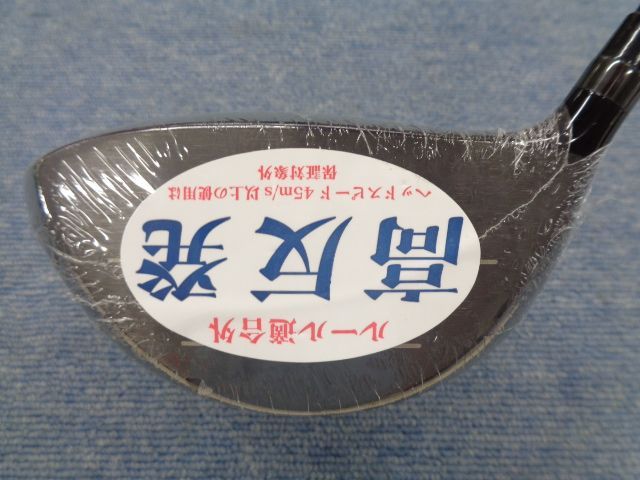 ルール適合外
高反発
ヘッドスピード45m/s以上の使用は
保証対象外